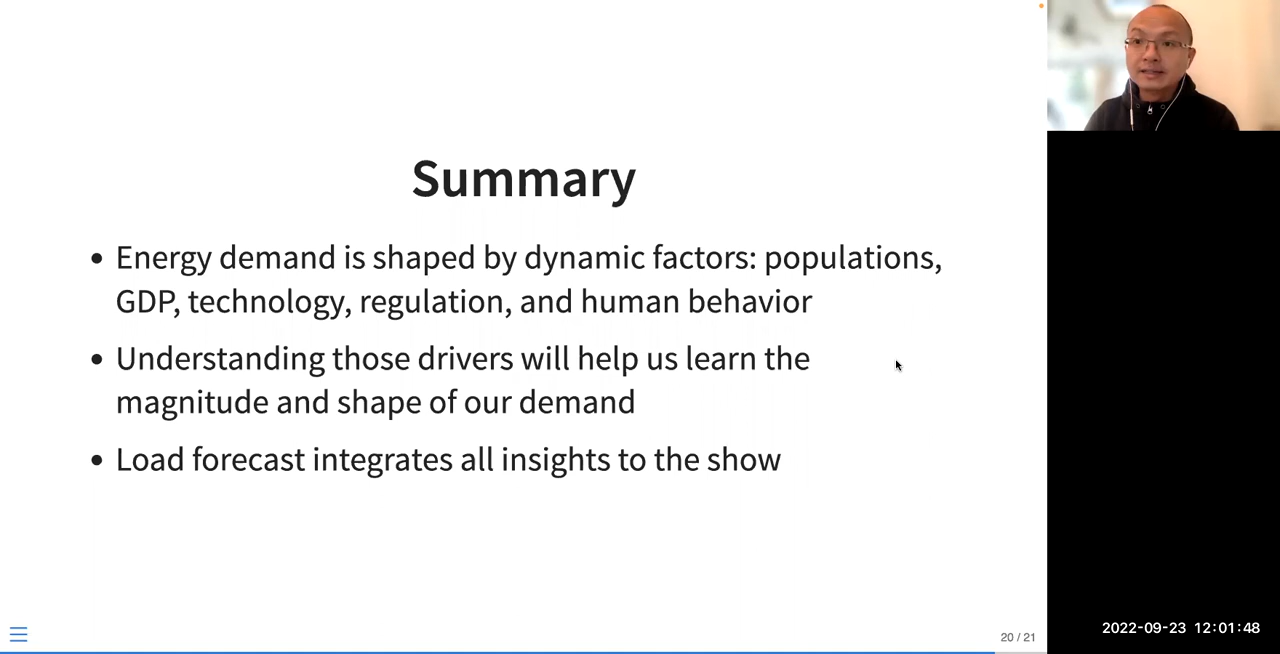 Summary
• Energy demand is shaped by dynamic factors: populations,
GDP, technology, regulation, and human behavior
• Understanding those drivers will help us learn the
magnitude and shape of our demand
• Load forecast integrates all insights to the show
20 / 21
2022-09-23 12:01:48